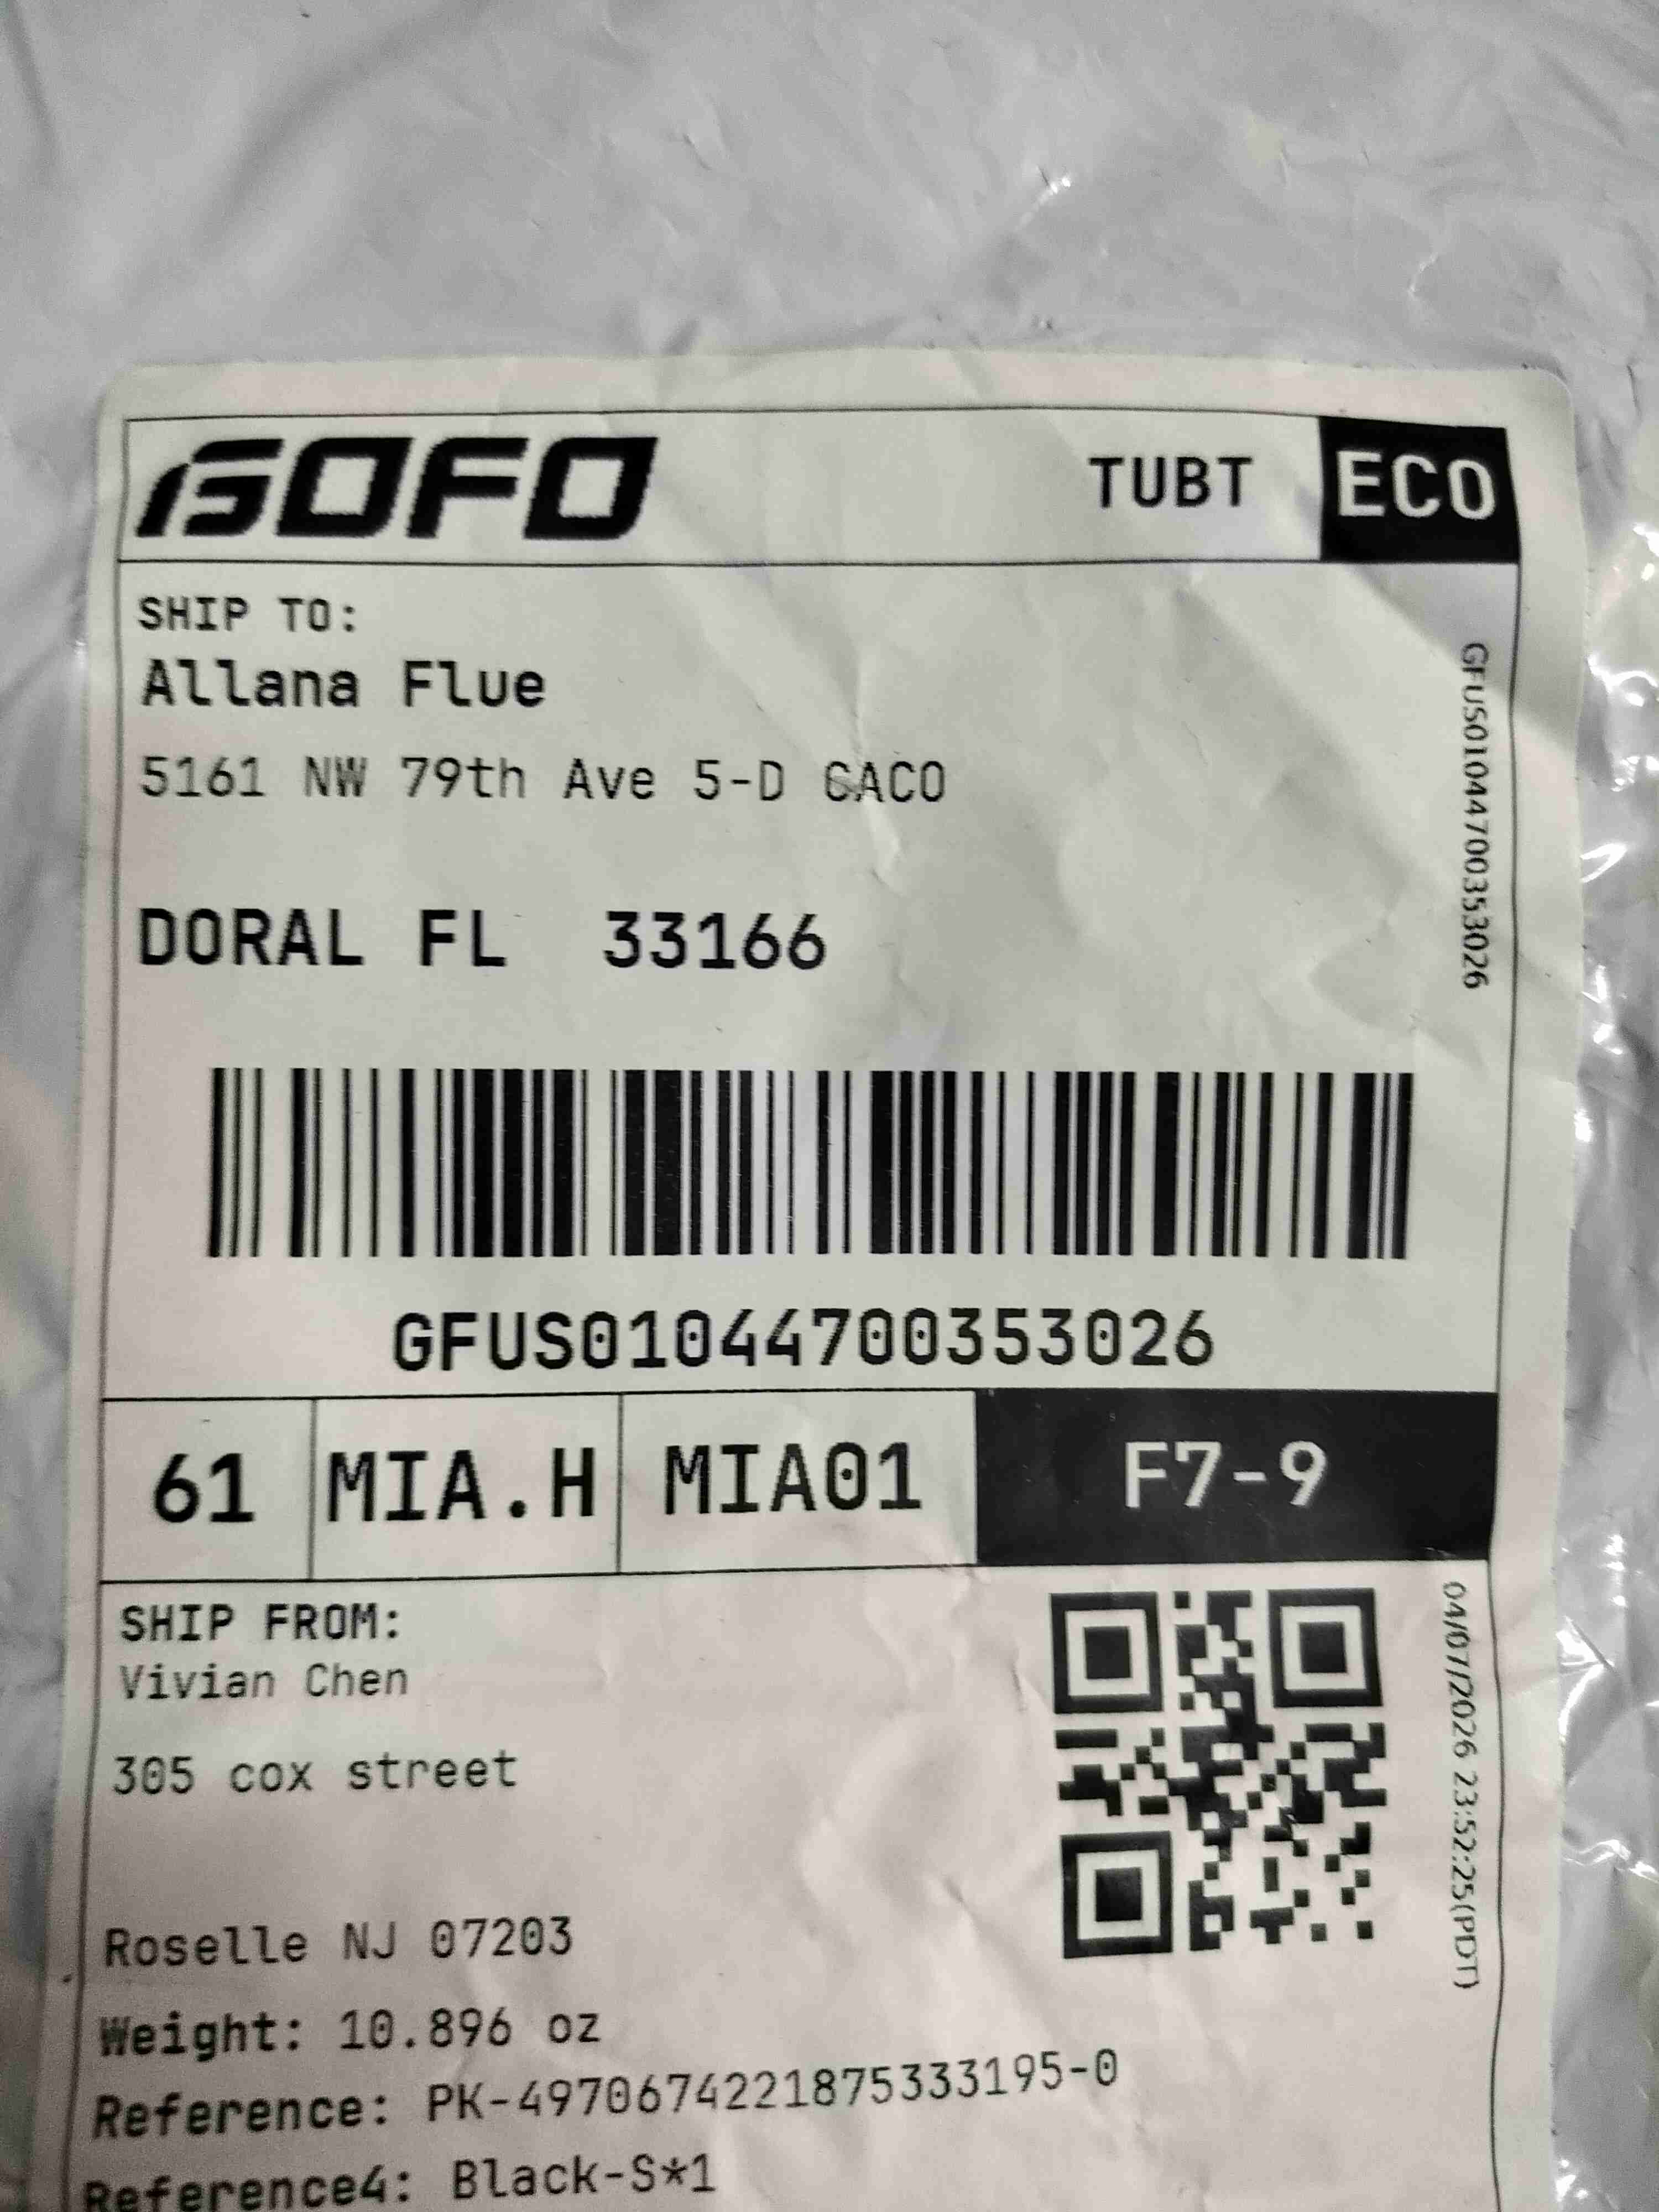 GOFO TUBT ECO
SHIP TO:
Allana Flue
5161 NW 79th Ave 5-D CACO
DORAL FL 33166
GFUS01044700353026
GFUS01044700353026
61 MIA.H MIA01 F7-9
SHIP FROM:
Vivian Chen
305 cox street
Roselle NJ 07203
04/07/2026 23:52:25(PDT)
Weight: 10.896 oz
Reference: PK-4970674221875333195-0
Reference4: Black-S*1